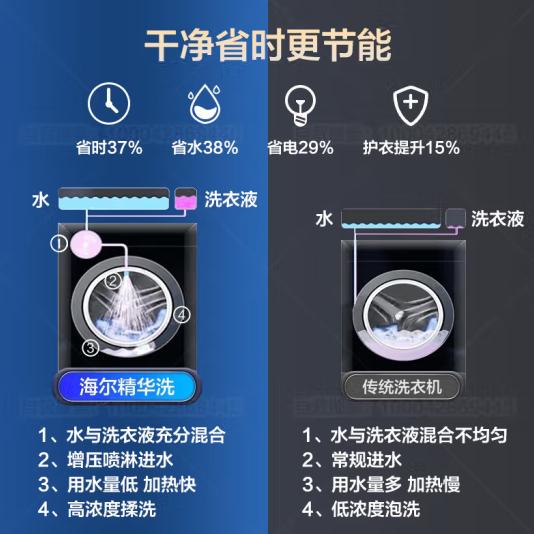 干净省时更节能
省时37% 省水38% 省电29% 护衣提升15%
水 洗衣液
水 洗衣液
①
②
④
③
海尔精华洗
传统洗衣机
1、水与洗衣液充分混合
2、增压喷淋进水
3、用水量低 加热快
4、高浓度揉洗
1、水与洗衣液混合不均匀
2、常规进水
3、用水量多 加热慢
4、低浓度泡洗